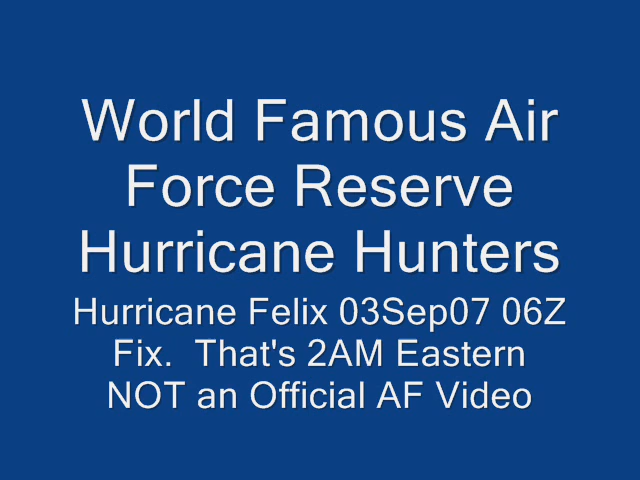 World Famous Air
Force Reserve
Hurricane Hunters
Hurricane Felix 03Sep07 06Z
Fix.  That's 2AM Eastern
NOT an Official AF Video